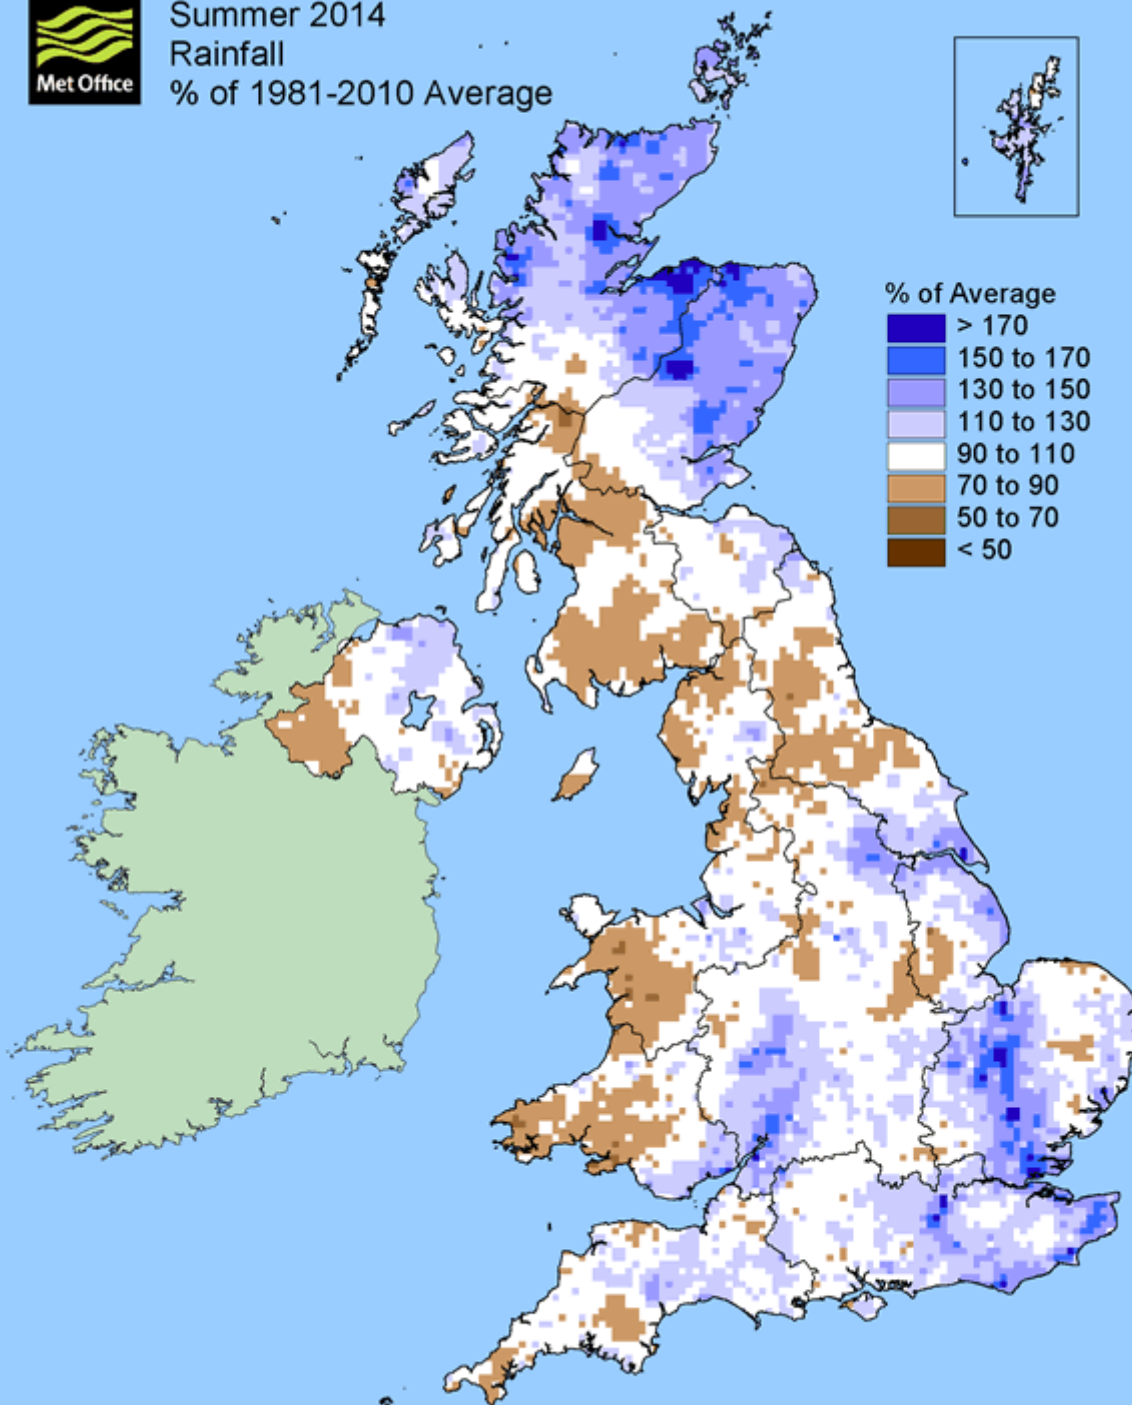 Met Office
Summer 2014
Rainfall
% of 1981-2010 Average
% of Average
> 170
150 to 170
130 to 150
110 to 130
90 to 110
70 to 90
50 to 70
< 50